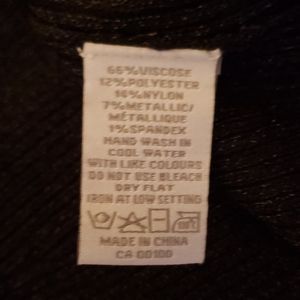 66%VISCOSE
12%POLYESTER
14%NYLON
7%METALLIC/
MÉTALLIQUE
1%SPANDEX
HAND WASH IN
COOL WATER
WITH LIKE COLOURS
DO NOT USE BLEACH
DRY FLAT
IRON AT LOW SETTING
MADE IN CHINA
CA 00100